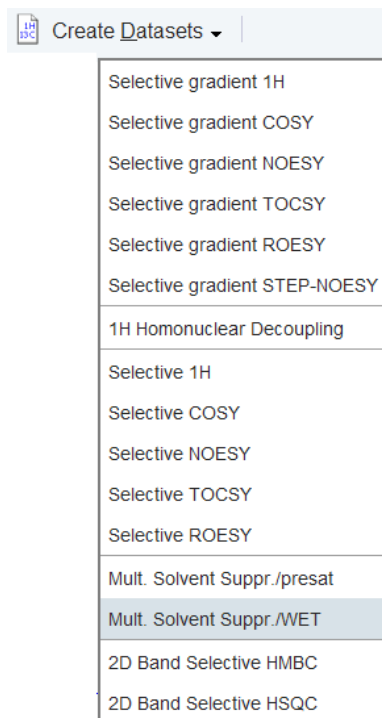 1H
13C
Create Datasets
Selective gradient 1H
Selective gradient COSY
Selective gradient NOESY
Selective gradient TOCSY
Selective gradient ROESY
Selective gradient STEP-NOESY
1H Homonuclear Decoupling
Selective 1H
Selective COSY
Selective NOESY
Selective TOCSY
Selective ROESY
Mult. Solvent Suppr./presat
Mult. Solvent Suppr./WET
2D Band Selective HMBC
2D Band Selective HSQC